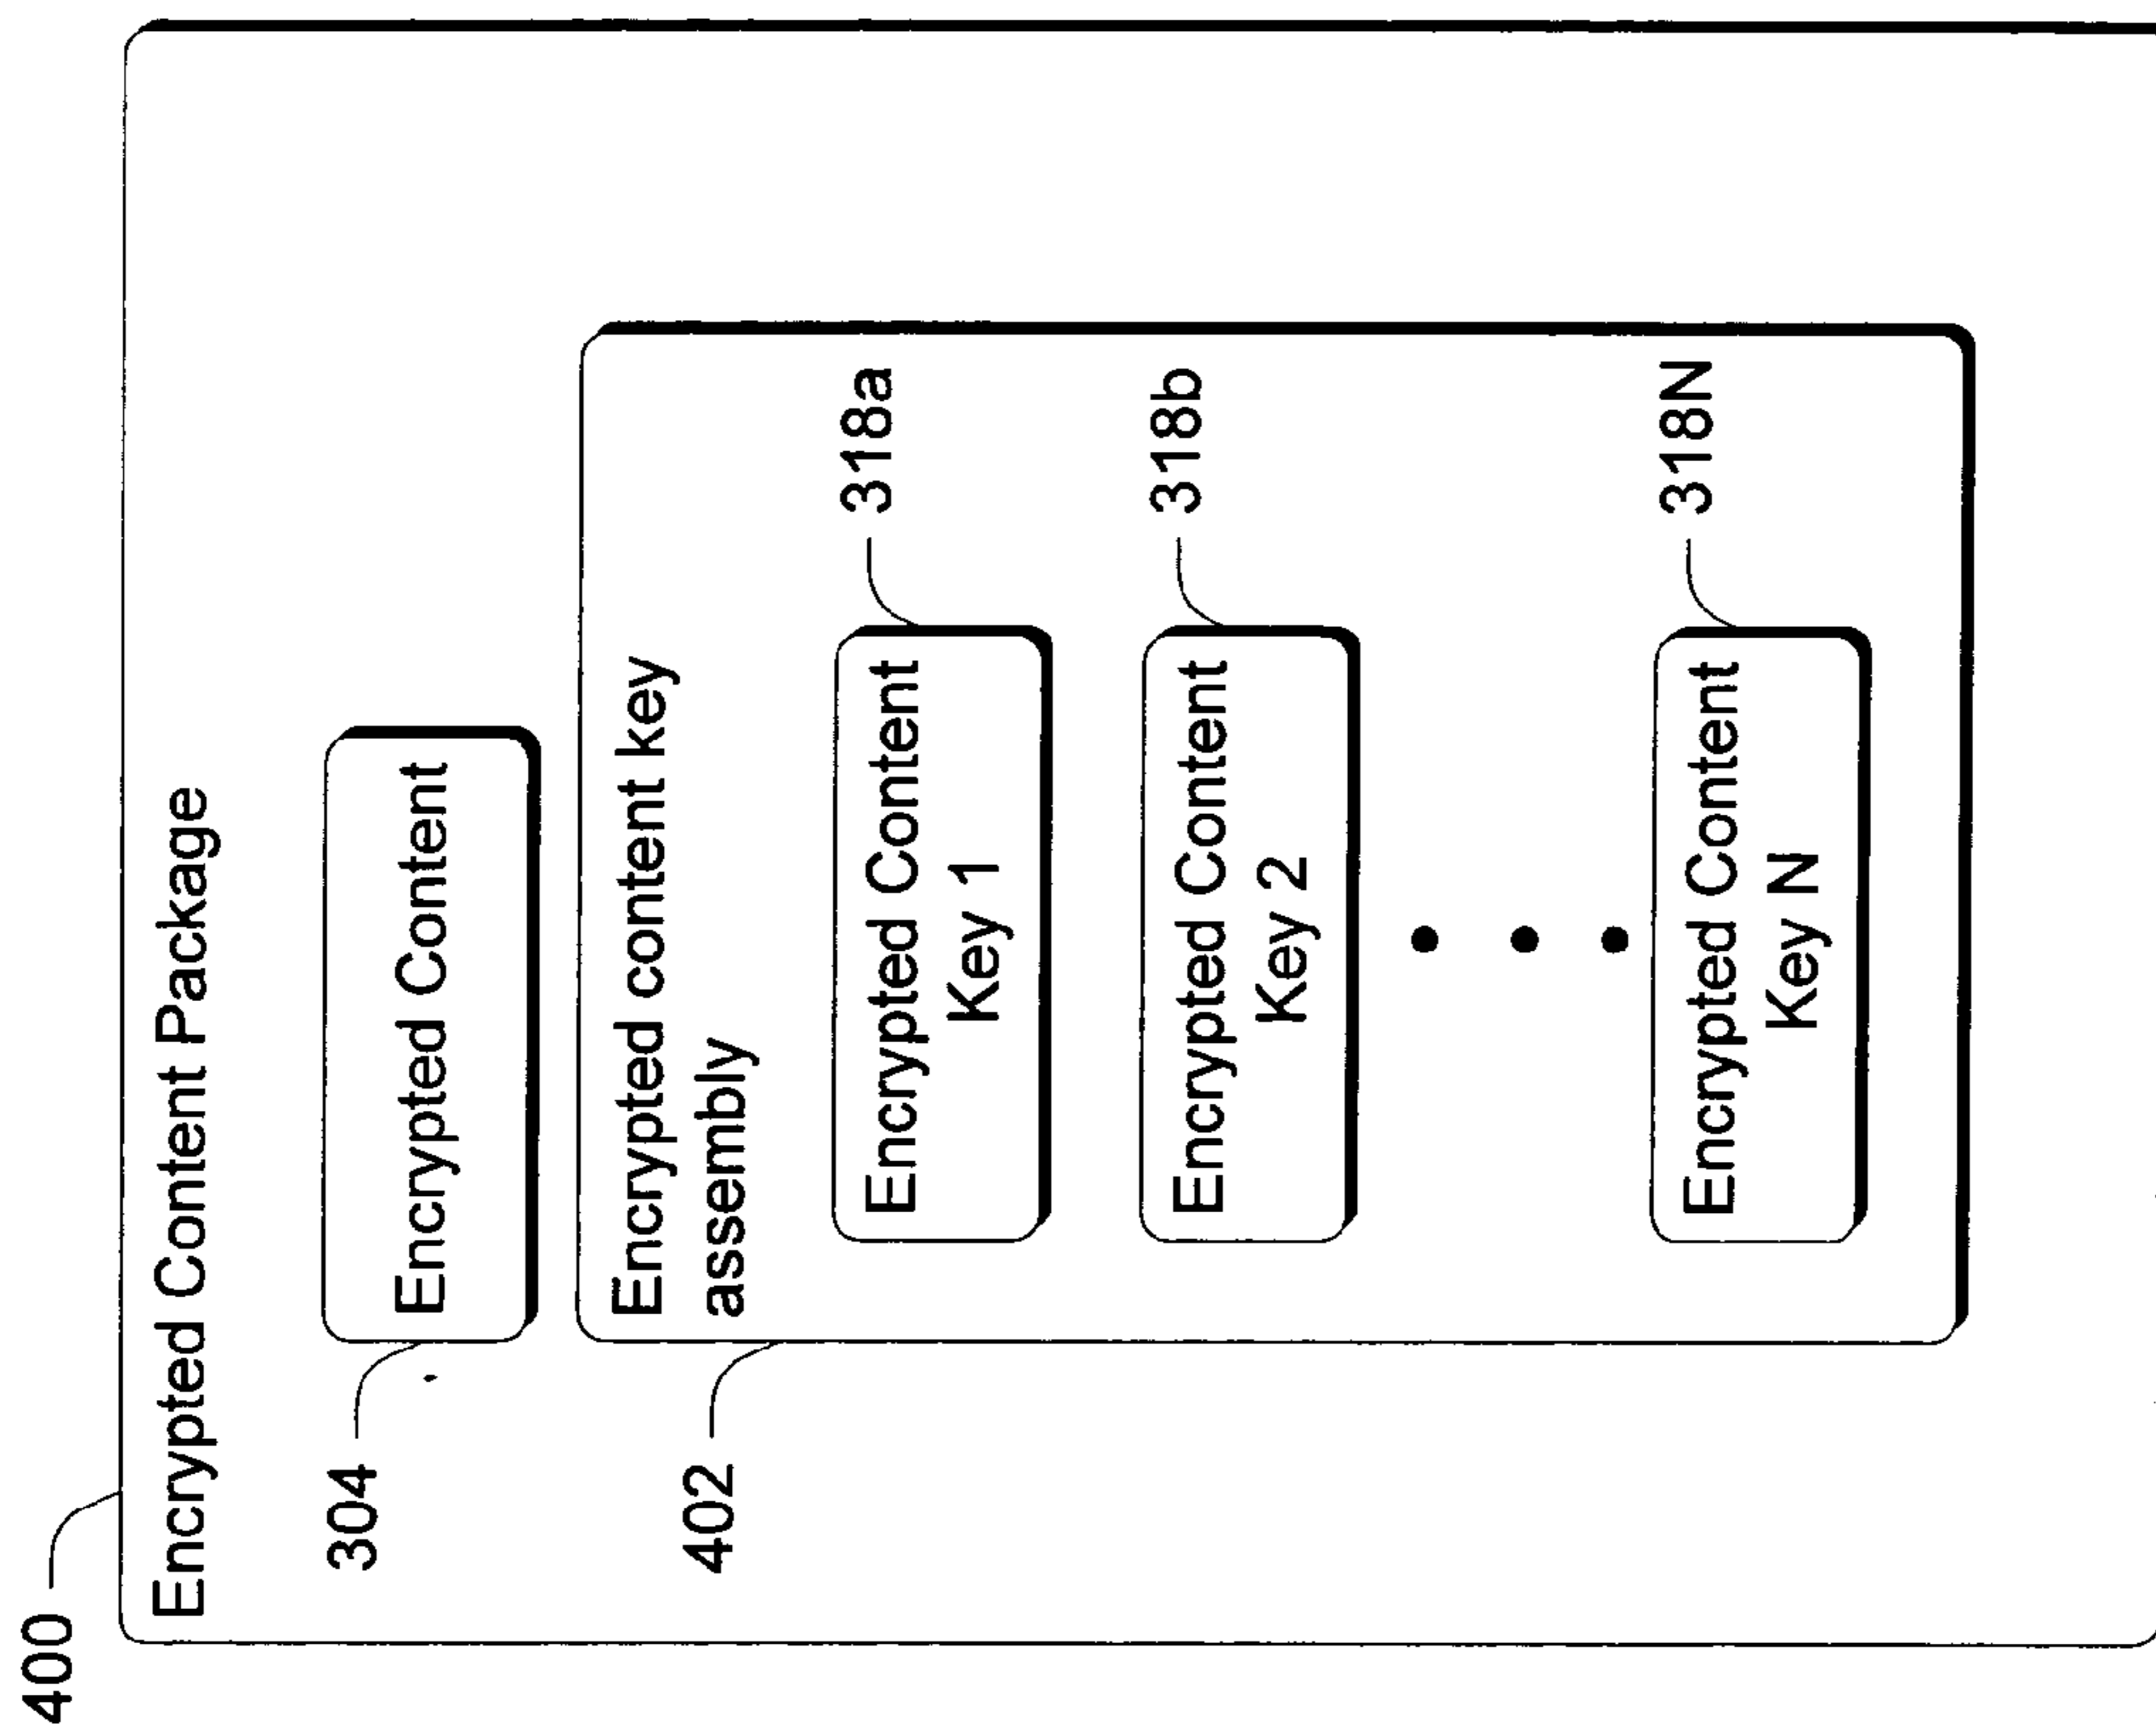 400
Encrypted Content Package
304
Encrypted Content
402
Encrypted content key
assembly
Encrypted Content
Key 1
318a
Encrypted Content
Key 2
318b
Encrypted Content
Key N
318N